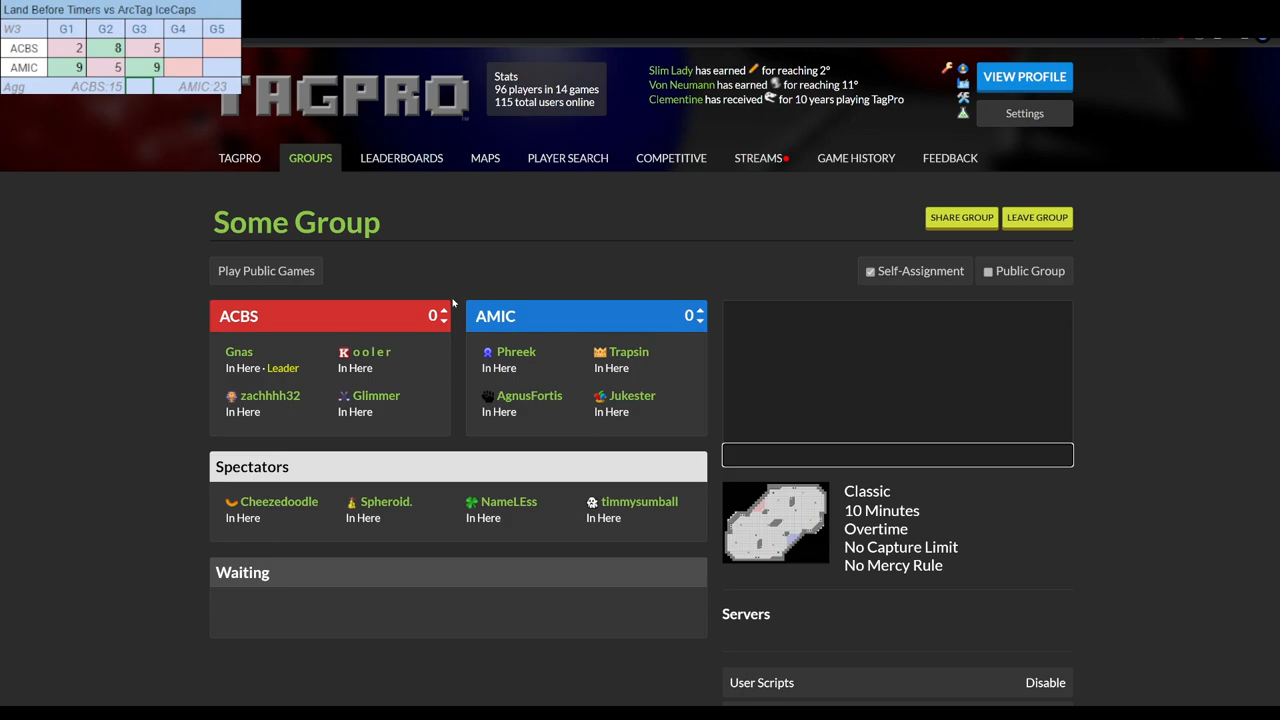 Land Before Timers vs ArcTag IceCaps
W3 G1 G2 G3 G4 G5
ACBS 2 8 5
AMIC 9 5 9
Agg ACBS:15 AMIC:23
TAGPRO
Stats
96 players in 14 games
115 total users online
Slim Lady has earned for reaching 2°
Von Neumann has earned for reaching 11°
Clementine has received for 10 years playing TagPro
VIEW PROFILE
Settings
TAGPRO GROUPS LEADERBOARDS MAPS PLAYER SEARCH COMPETITIVE STREAMS GAME HISTORY FEEDBACK
Some Group
SHARE GROUP LEAVE GROUP
Play Public Games
Self-Assignment Public Group
ACBS 0
AMIC 0
Gnas K o o l e r
In Here · Leader In Here
zachhhh32 Glimmer
In Here In Here
Phreek Trapsin
In Here In Here
AgnusFortis Jukester
In Here In Here
Spectators
Cheezedoodle Spheroid. NameLEss timmysumball
In Here In Here In Here In Here
Waiting
Classic
10 Minutes
Overtime
No Capture Limit
No Mercy Rule
Servers
User Scripts Disable